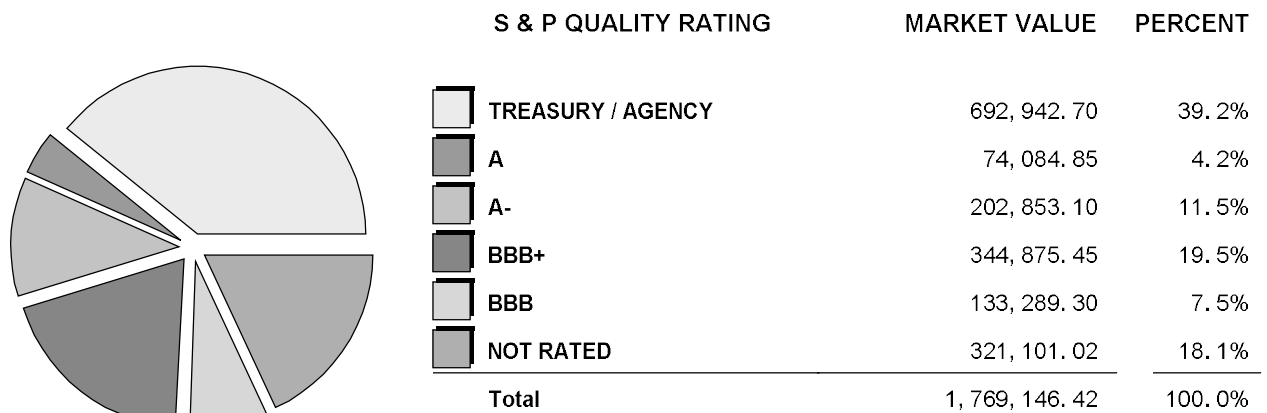 S & P QUALITY RATING MARKET VALUE PERCENT
TREASURY / AGENCY 692,942.70 39.2%
A 74,084.85 4.2%
A- 202,853.10 11.5%
BBB+ 344,875.45 19.5%
BBB 133,289.30 7.5%
NOT RATED 321,101.02 18.1%
Total 1,769,146.42 100.0%